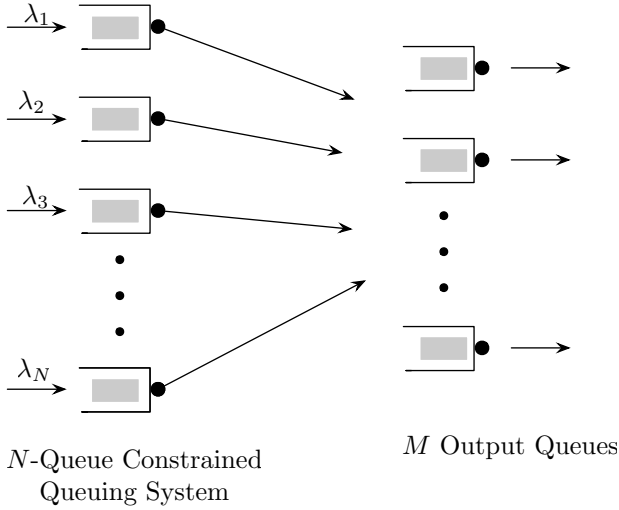 λ1
λ2
λ3
λN
N-Queue Constrained
Queuing System
M Output Queues